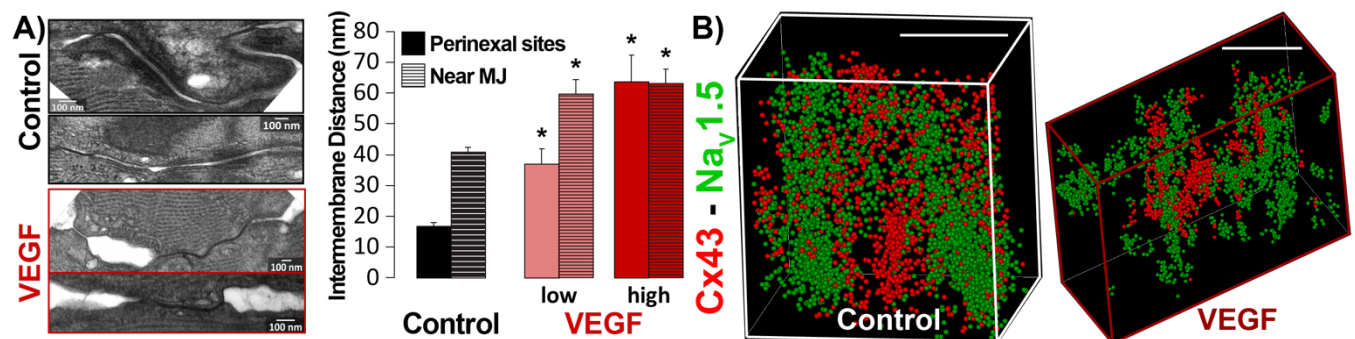 A)
Control
100 nm
100 nm
VEGF
100 nm
100 nm
Intermembrane Distance (nm)
80
70
60
50
40
30
20
10
0
Perinexal sites
Near MJ
*
*
*
*
low
high
Control
VEGF
B)
Cx43 - Nav1.5
Control
VEGF